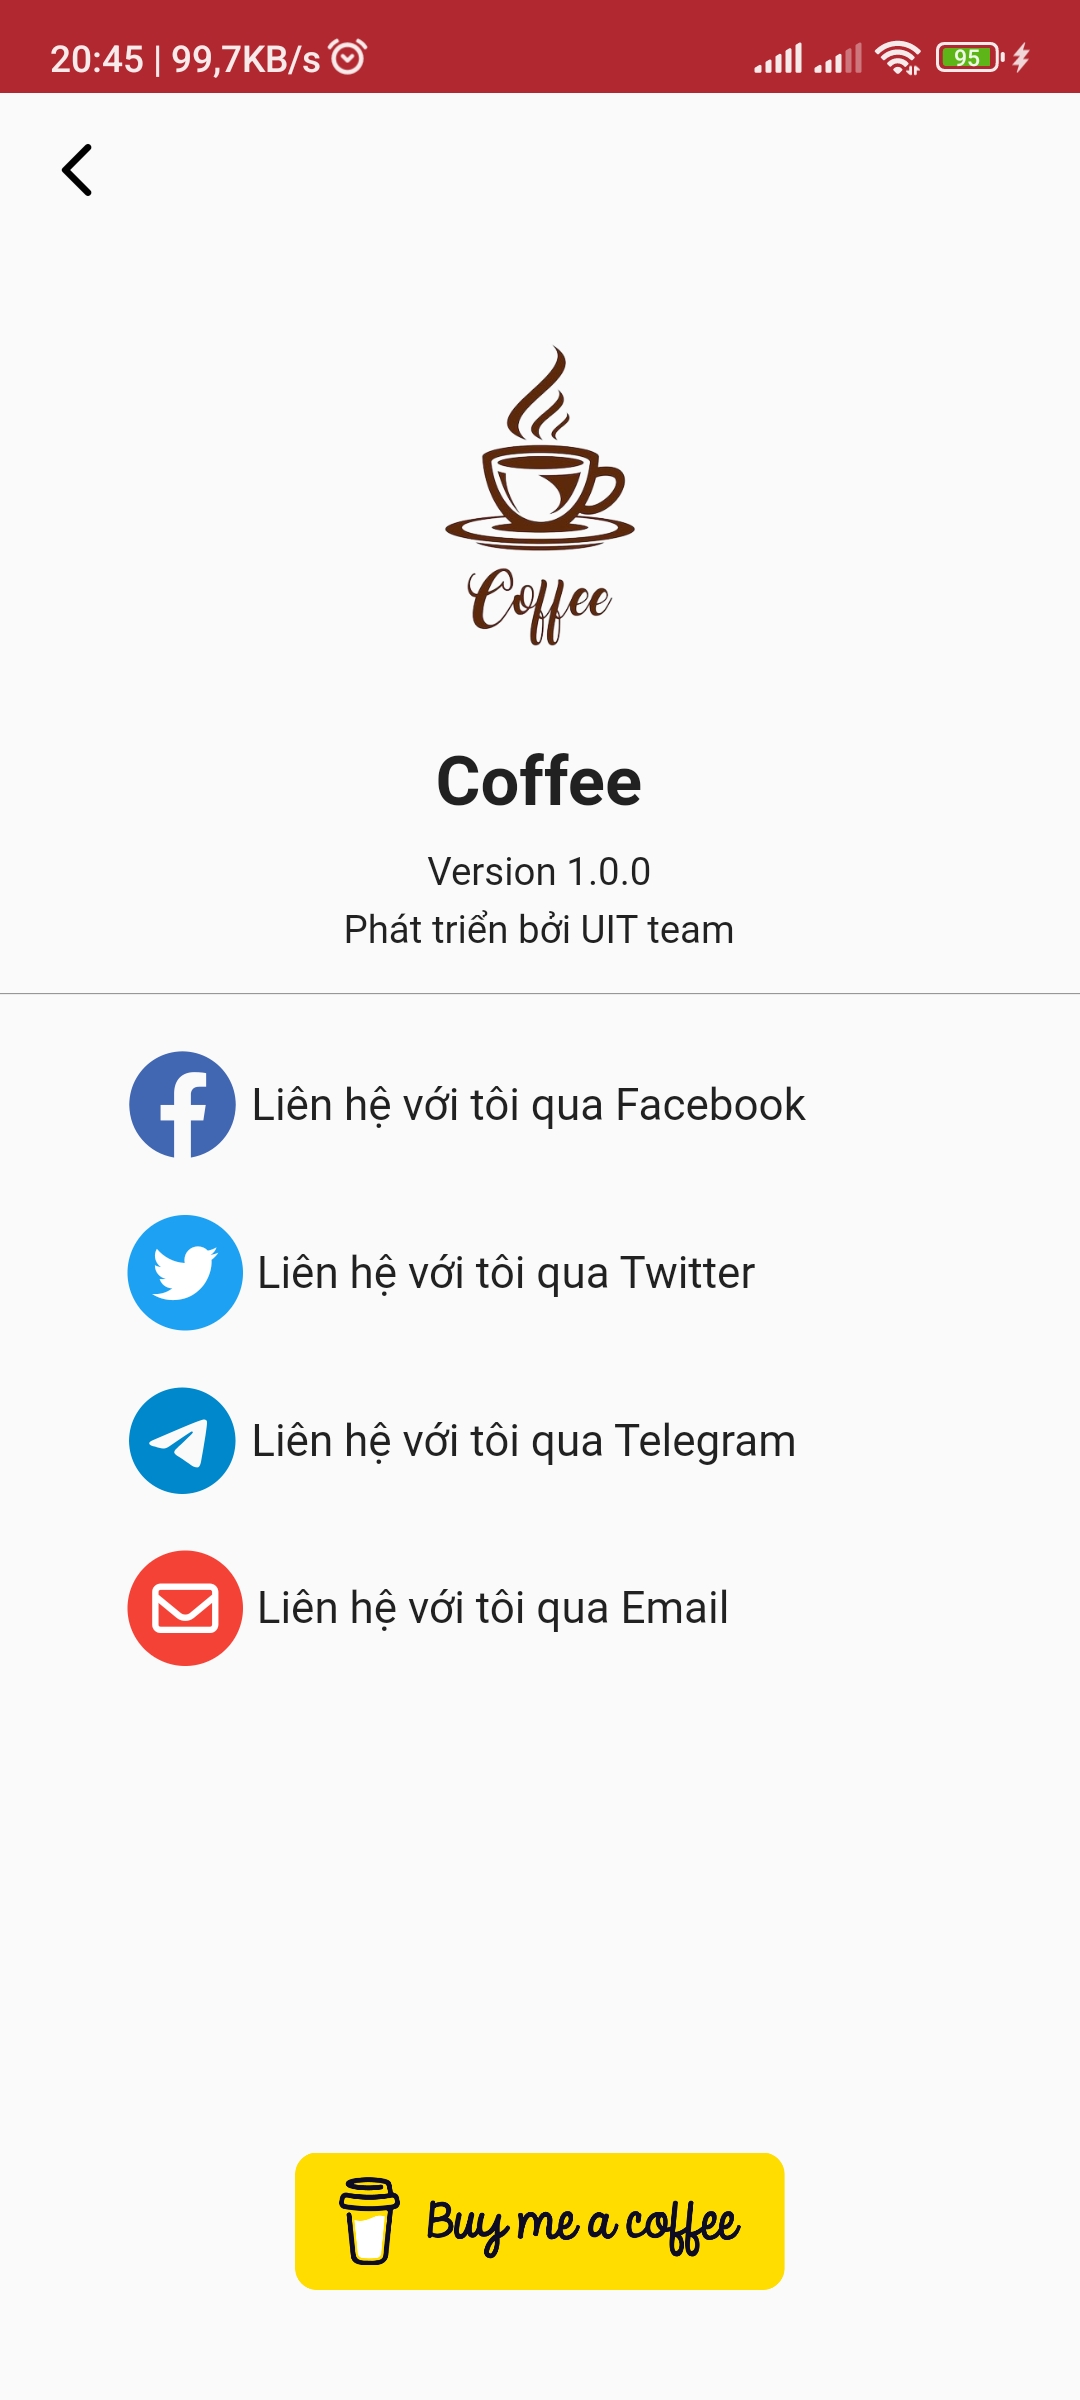 20:45 | 99,7KB/s
95
Coffee
Coffee
Version 1.0.0
Phát triển bởi UIT team
Liên hệ với tôi qua Facebook
Liên hệ với tôi qua Twitter
Liên hệ với tôi qua Telegram
Liên hệ với tôi qua Email
Buy me a coffee